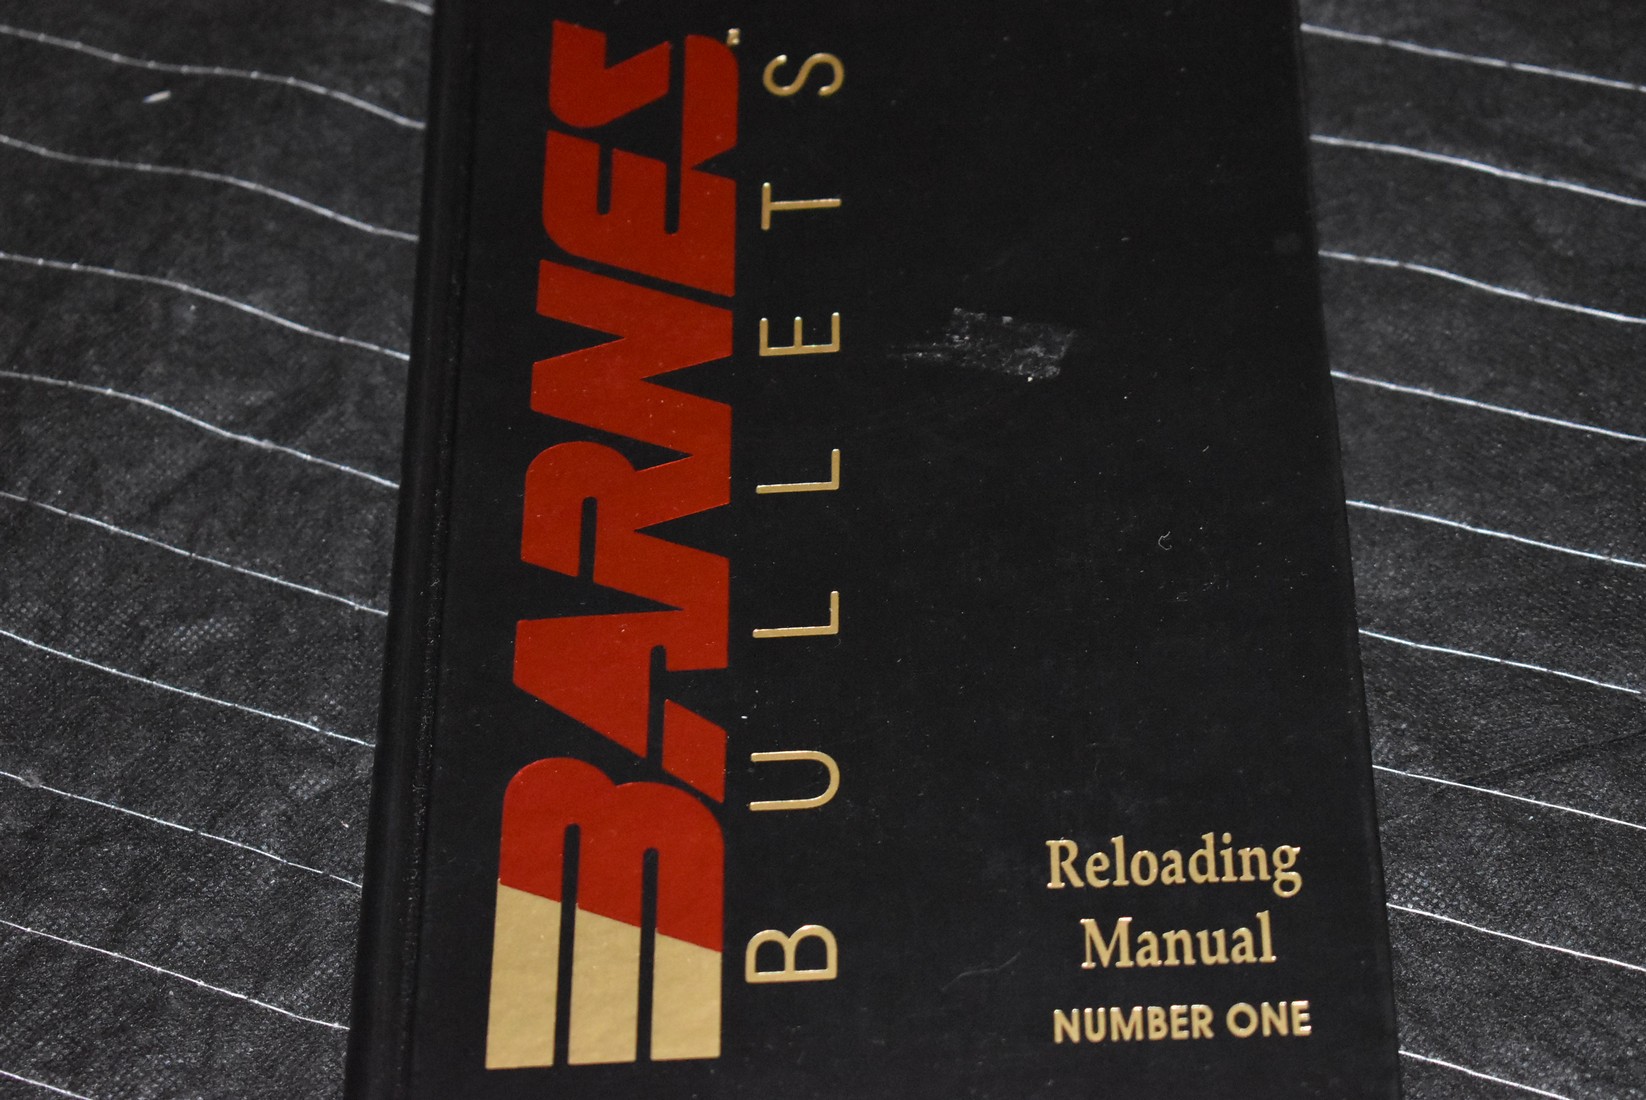 BARNES
BULLETS
Reloading
Manual
NUMBER ONE